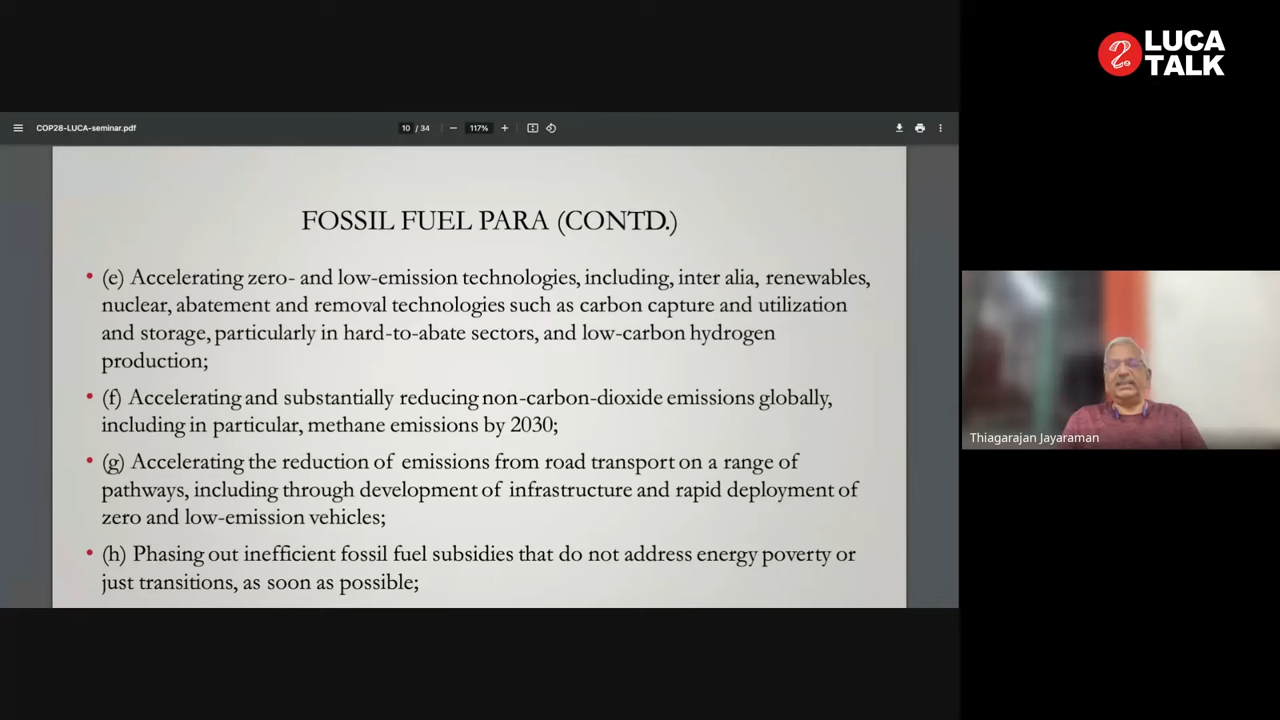 LUCA
TALK
COP28-LUCA-seminar.pdf
10 / 34
117%
FOSSIL FUEL PARA (CONTD.)
• (e) Accelerating zero- and low-emission technologies, including, inter alia, renewables,
nuclear, abatement and removal technologies such as carbon capture and utilization
and storage, particularly in hard-to-abate sectors, and low-carbon hydrogen
production;
• (f) Accelerating and substantially reducing non-carbon-dioxide emissions globally,
including in particular, methane emissions by 2030;
• (g) Accelerating the reduction of emissions from road transport on a range of
pathways, including through development of infrastructure and rapid deployment of
zero and low-emission vehicles;
• (h) Phasing out inefficient fossil fuel subsidies that do not address energy poverty or
just transitions, as soon as possible;
Thiagarajan Jayaraman